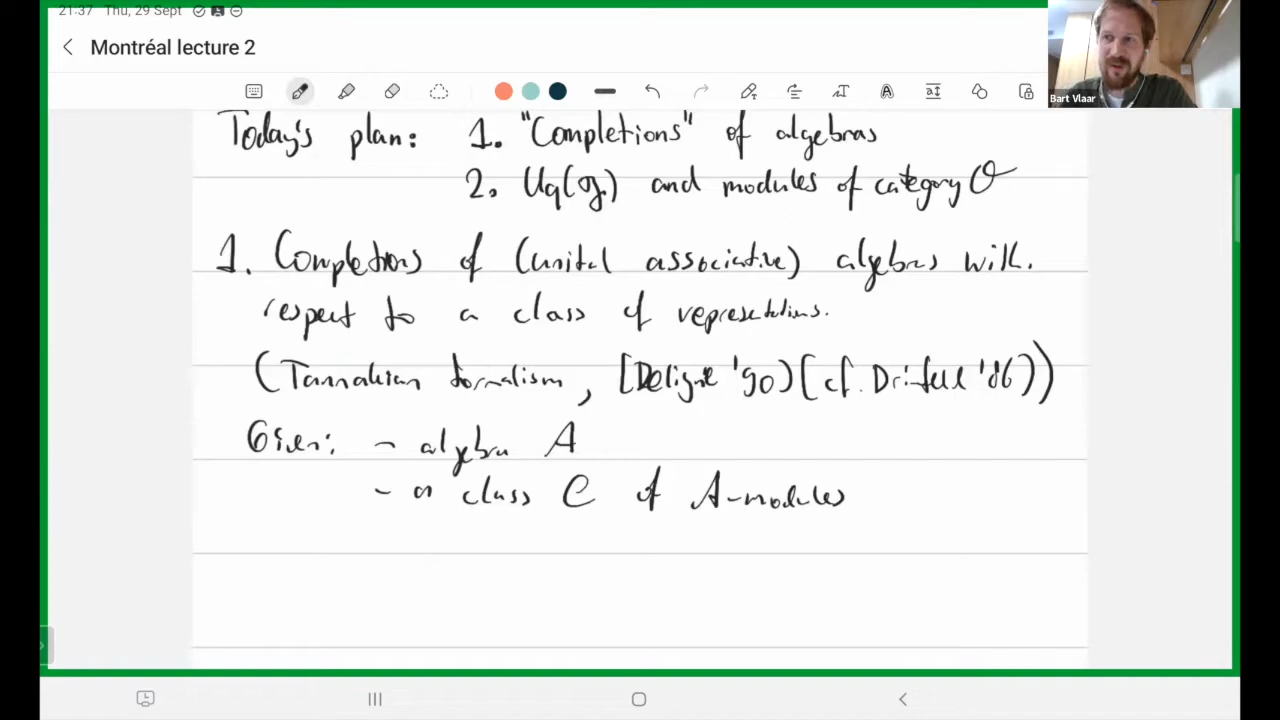 21:37 Thu, 29 Sept
Montréal lecture 2
Bart Vlaar
Today's plan: 1. "Completions" of algebras
2. Uq(g) and modules of category O
1. Completions of (unital associative) algebras with.
respect to a class of representations.
(Tannakian formalism, [Deligne '90)[cf. Drinfeld '86))
Given: - algebra A
- a class C of A-modules